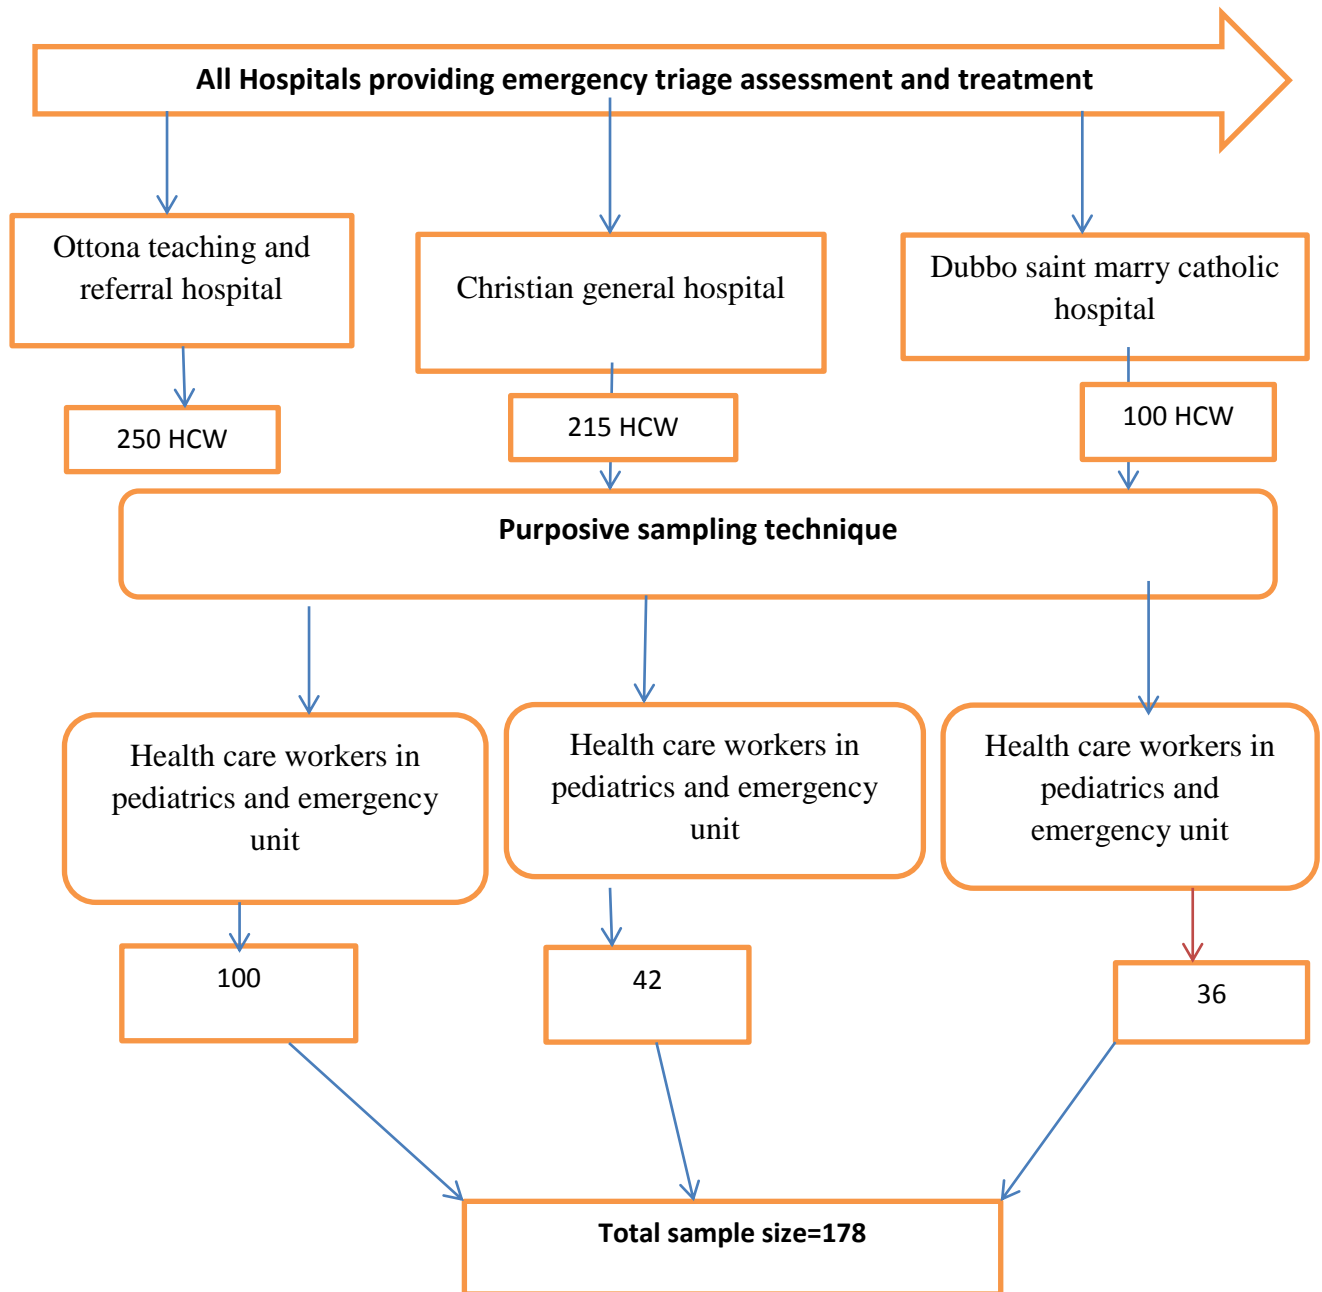 All Hospitals providing emergency triage assessment and treatment
Ottona teaching and
referral hospital
Christian general hospital
Dubbo saint marry catholic
hospital
250 HCW
215 HCW
100 HCW
Purposive sampling technique
Health care workers in
pediatrics and emergency
unit
Health care workers in
pediatrics and emergency
unit
Health care workers in
pediatrics and
emergency unit
100
42
36
Total sample size=178